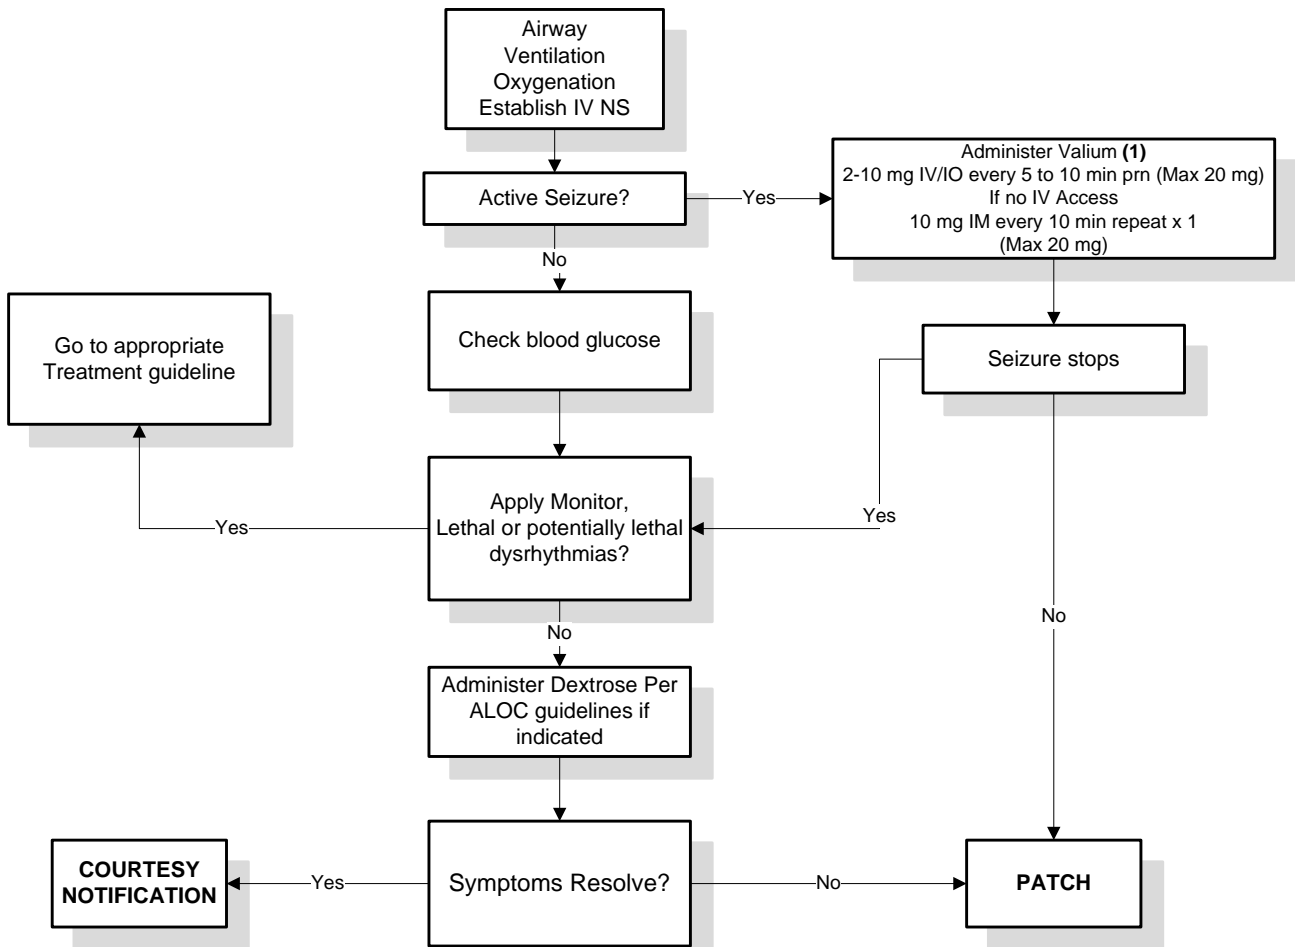 Airway
Ventilation
Oxygenation
Establish IV NS
Active Seizure?
Yes
Administer Valium (1)
2-10 mg IV/IO every 5 to 10 min prn (Max 20 mg)
If no IV Access
10 mg IM every 10 min repeat x 1
(Max 20 mg)
No
Check blood glucose
Seizure stops
Go to appropriate
Treatment guideline
Apply Monitor,
Lethal or potentially lethal
dysrhythmias?
Yes
Yes
No
No
Administer Dextrose Per
ALOC guidelines if
indicated
Symptoms Resolve?
Yes
COURTESY
NOTIFICATION
No
PATCH